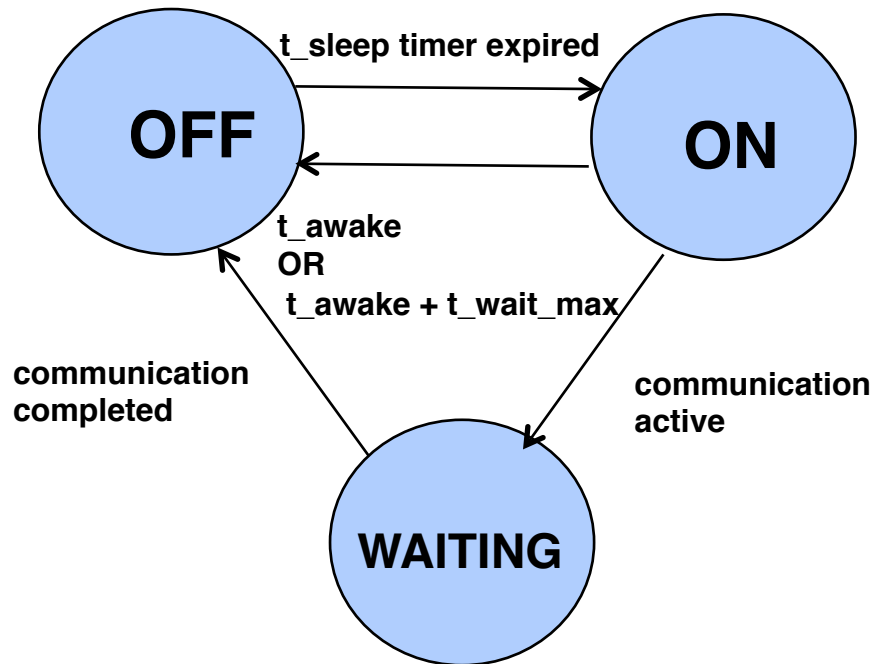 t_sleep timer expired
OFF
ON
t_awake
OR
t_awake + t_wait_max
communication
completed
communication
active
WAITING